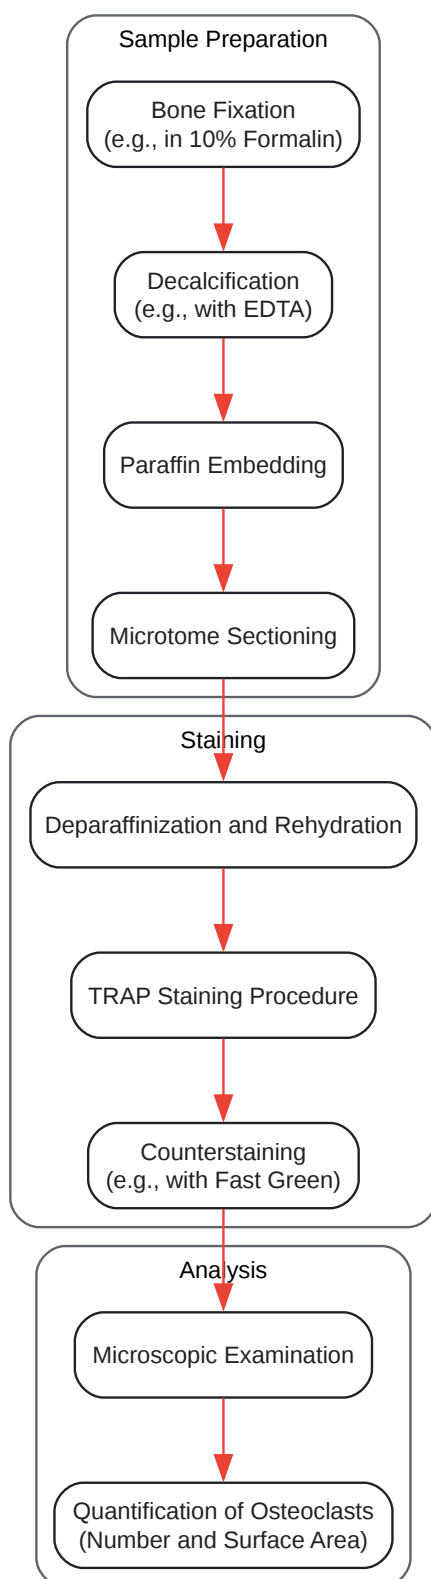 Sample Preparation
Bone Fixation
(e.g., in 10% Formalin)
Decalcification
(e.g., with EDTA)
Paraffin Embedding
Microtome Sectioning
Staining
Deparaffinization and Rehydration
TRAP Staining Procedure
Counterstaining
(e.g., with Fast Green)
Analysis
Microscopic Examination
Quantification of Osteoclasts
(Number and Surface Area)